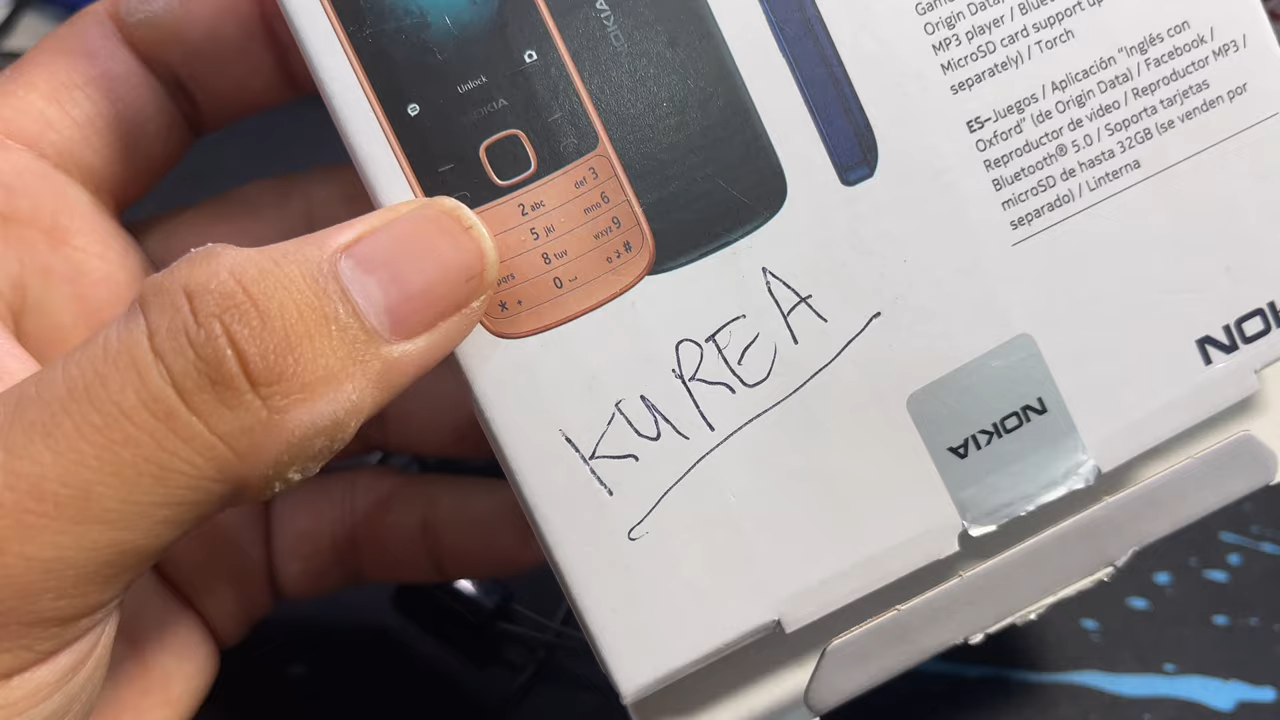 Unlock
NOKIA
def 3
2 abc
mno 6
5 jkl
wxyz 9
8 tuv
pqrs
#
0
* +
NOKIA
Game
Origin Data)
MP3 player / Blue
MicroSD card support up
separately) / Torch
ES–Juegos / Aplicación “Inglés con
Oxford” (de Origin Data) / Facebook /
Reproductor de video / Reproductor MP3 /
Bluetooth® 5.0 / Soporta tarjetas
microSD de hasta 32GB (se venden por
separado) / Linterna
KUREA
NOKIA
NOH